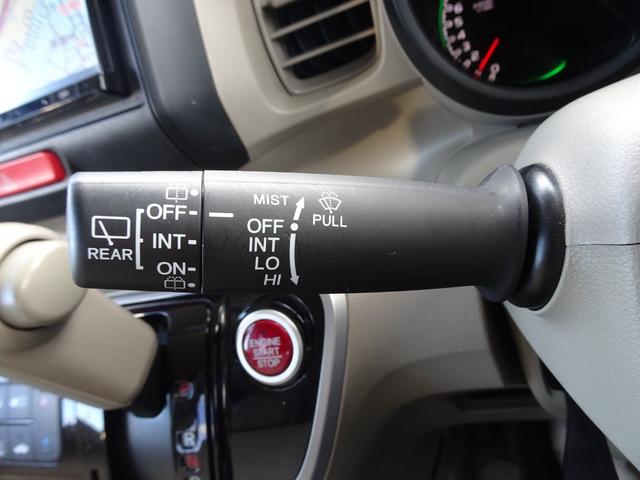 MIST
PULL
OFF
OFF
REAR
INT
INT
ON
LO
HI
ENGINE
START
STOP
R